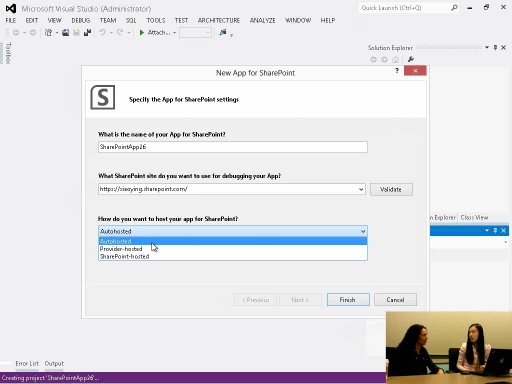 Microsoft Visual Studio (Administrator)
Quick Launch (Ctrl+Q)
FILE EDIT VIEW DEBUG TEAM SQL TOOLS TEST ARCHITECTURE ANALYZE WINDOW HELP
Attach...
Toolbox
Solution Explorer
New App for SharePoint
?
S
Specify the App for SharePoint settings
What is the name of your App for SharePoint?
SharePointApp26
What SharePoint site do you want to use for debugging your App?
https://xiaoying.sharepoint.com/
Validate
How do you want to host your app for SharePoint?
Autohosted
Autohosted
Provider-hosted
SharePoint-hosted
n Explorer Class View
< Previous
Next >
Finish
Cancel
Error List Output
Creating project 'SharePointApp26'...